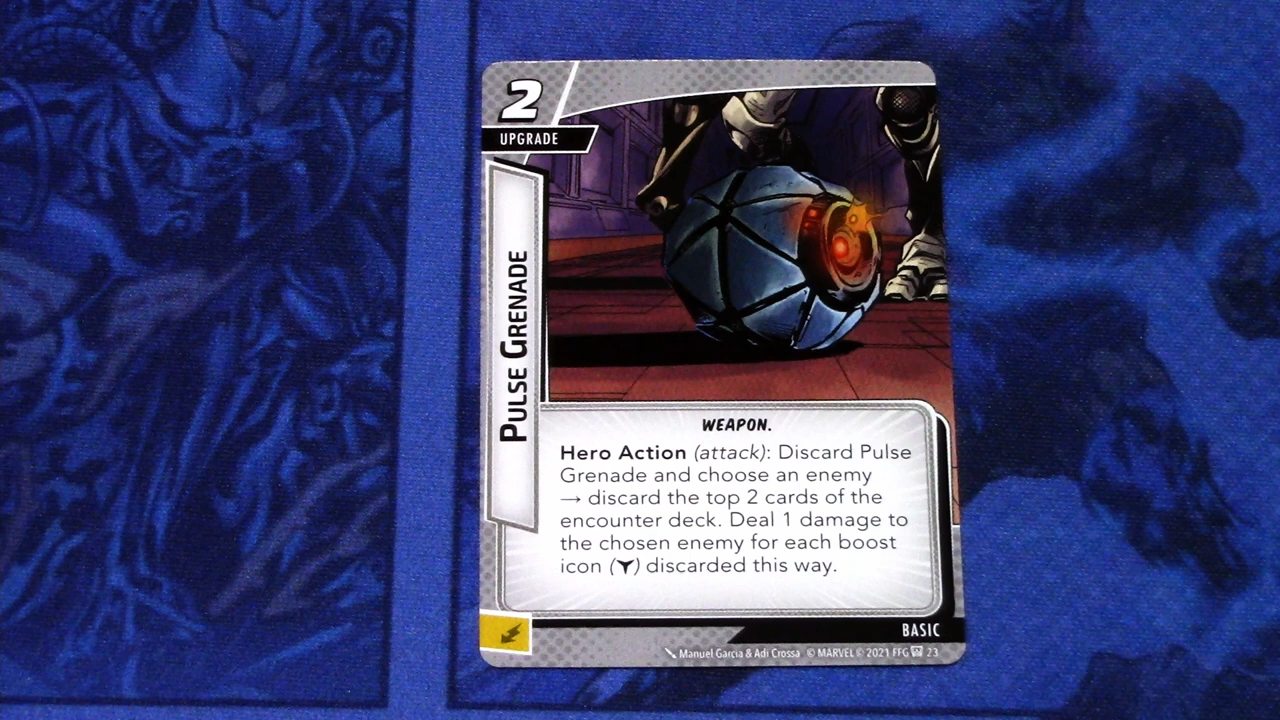 2
UPGRADE
PULSE GRENADE
WEAPON.
Hero Action (attack): Discard Pulse
Grenade and choose an enemy
→ discard the top 2 cards of the
encounter deck. Deal 1 damage to
the chosen enemy for each boost
icon () discarded this way.
BASIC
Manuel Garcia & Adi Crossa © MARVEL © 2021 FFG 23